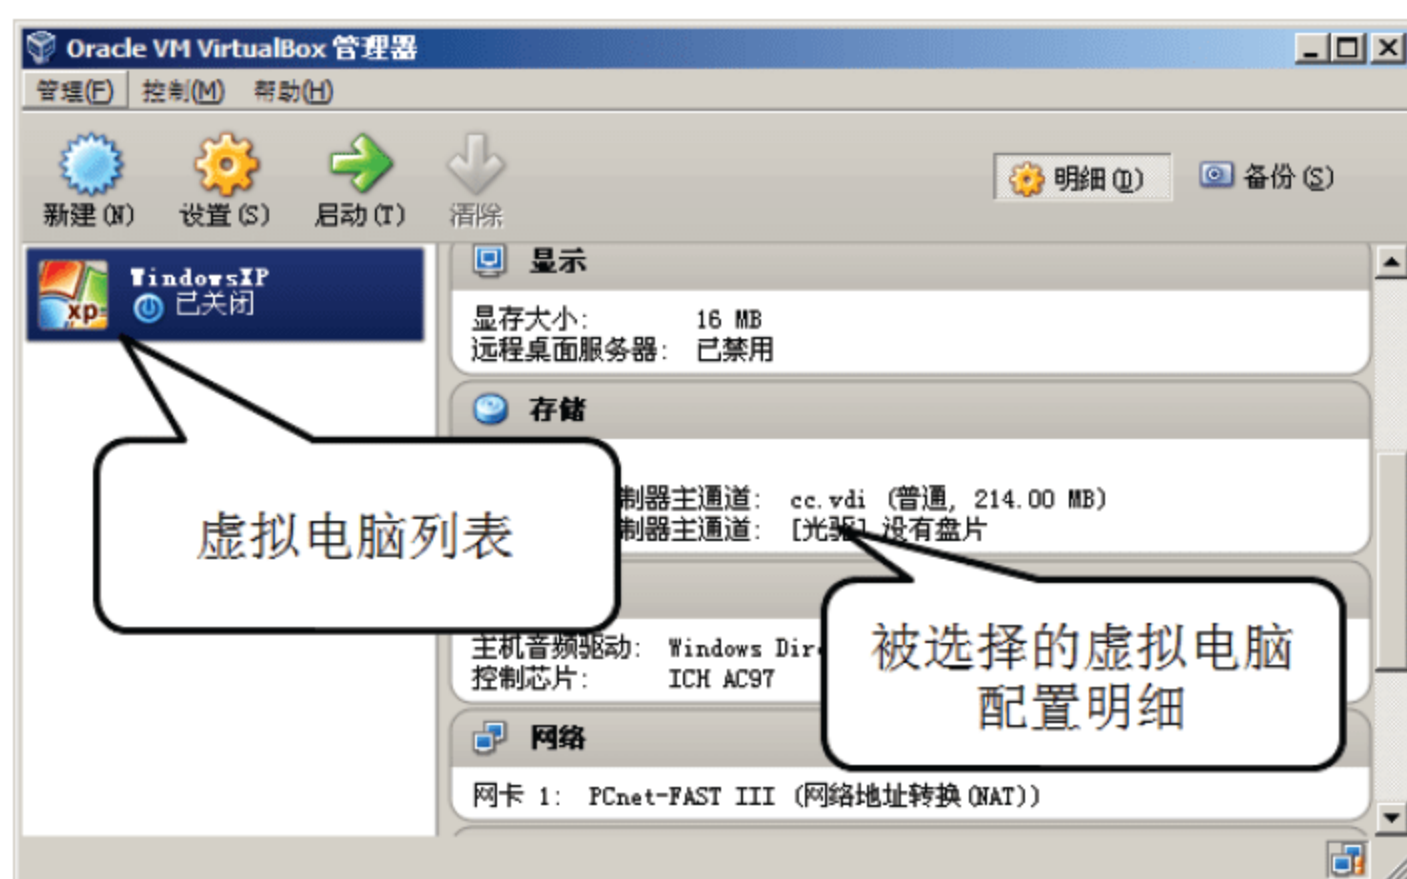 Oracle VM VirtualBox 管理器
管理(F) 控制(M) 帮助(H)
新建(N) 设置(S) 启动(T) 清除
明細(D) 备份(S)
WindowsXP
已关闭
xp
显示
显存大小: 16 MB
远程桌面服务器: 已禁用
存储
制器主通道: cc.vdi (普通, 214.00 MB)
制器主通道: [光驱] 没有盘片
虚拟电脑列表
主机音频驱动: Windows Dir
控制芯片: ICH AC97
被选择的虚拟电脑
配置明细
网络
网卡 1: PCnet-FAST III (网络地址转换(NAT))